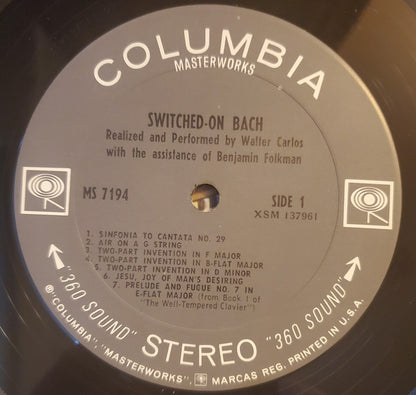 COLUMBIA
MASTERWORKS
SWITCHED-ON BACH
Realized and Performed by Walter Carlos
with the assistance of Benjamin Folkman
MS 7194
SIDE 1
XSM 137961
1. SINFONIA TO CANTATA NO. 29
2. AIR ON A G STRING
3. TWO-PART INVENTION IN F MAJOR
4. TWO-PART INVENTION IN B-FLAT MAJOR
5. TWO-PART INVENTION IN D MINOR
6. JESU, JOY OF MAN'S DESIRING
7. PRELUDE AND FUGUE NO. 7 IN
E-FLAT MAJOR (from Book 1 of
"The Well-Tempered Clavier")
"360 SOUND" STEREO "360 SOUND"
℗"COLUMBIA", "MASTERWORKS", MARCAS REG. PRINTED IN U.S.A.